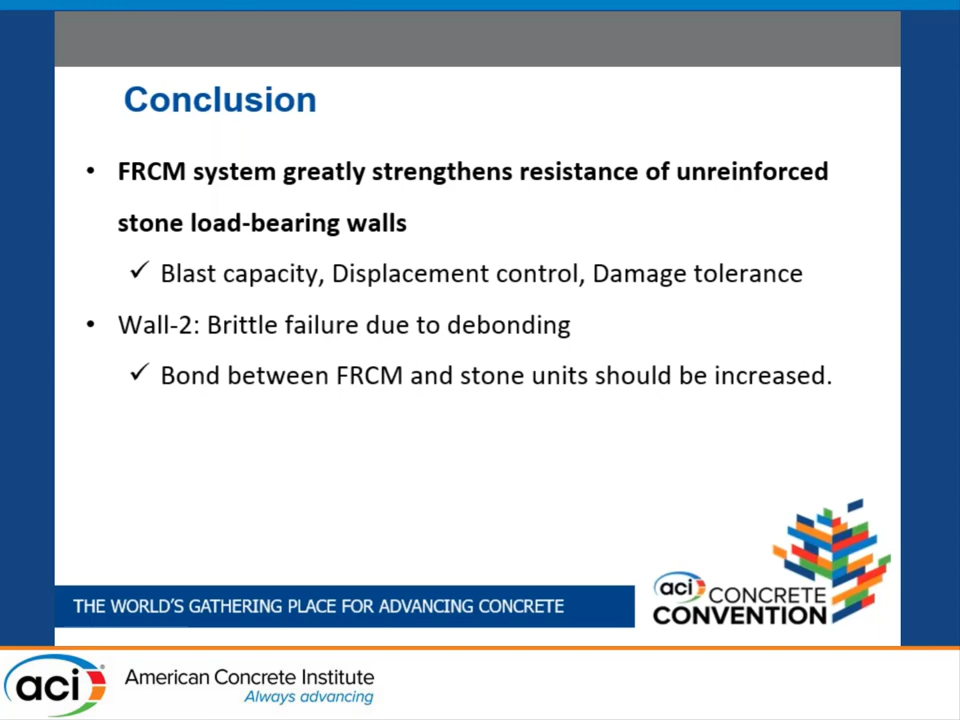 Conclusion
• FRCM system greatly strengthens resistance of unreinforced
stone load-bearing walls
✓ Blast capacity, Displacement control, Damage tolerance
• Wall-2: Brittle failure due to debonding
✓ Bond between FRCM and stone units should be increased.
THE WORLD'S GATHERING PLACE FOR ADVANCING CONCRETE
aci CONCRETE
CONVENTION
aci® American Concrete Institute
Always advancing